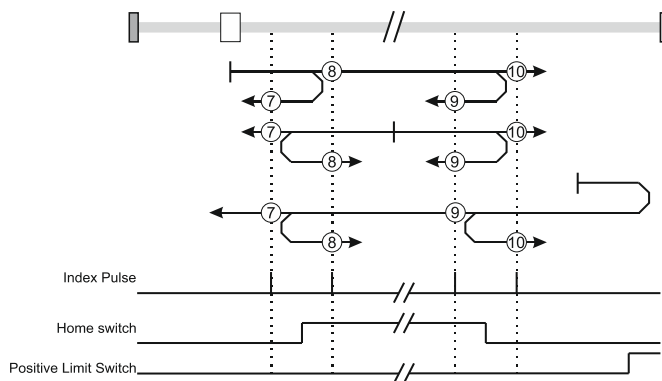 8 10
7 9
7 10
8 9
7 9
8 10
Index Pulse
Home switch
Positive Limit Switch